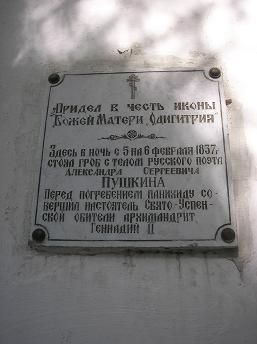 "Придел в честь иконы
Божей Матери "Одигитрия"
Здесь в ночь с 5 на 6 февраля 1837г
стоял гроб с телом русского поэта
Александра Сергеевича
Пушкина
Перед погребением панихиду со-
вершил настоятель Свято-Успен-
ской обители архимандрит
Геннадий II